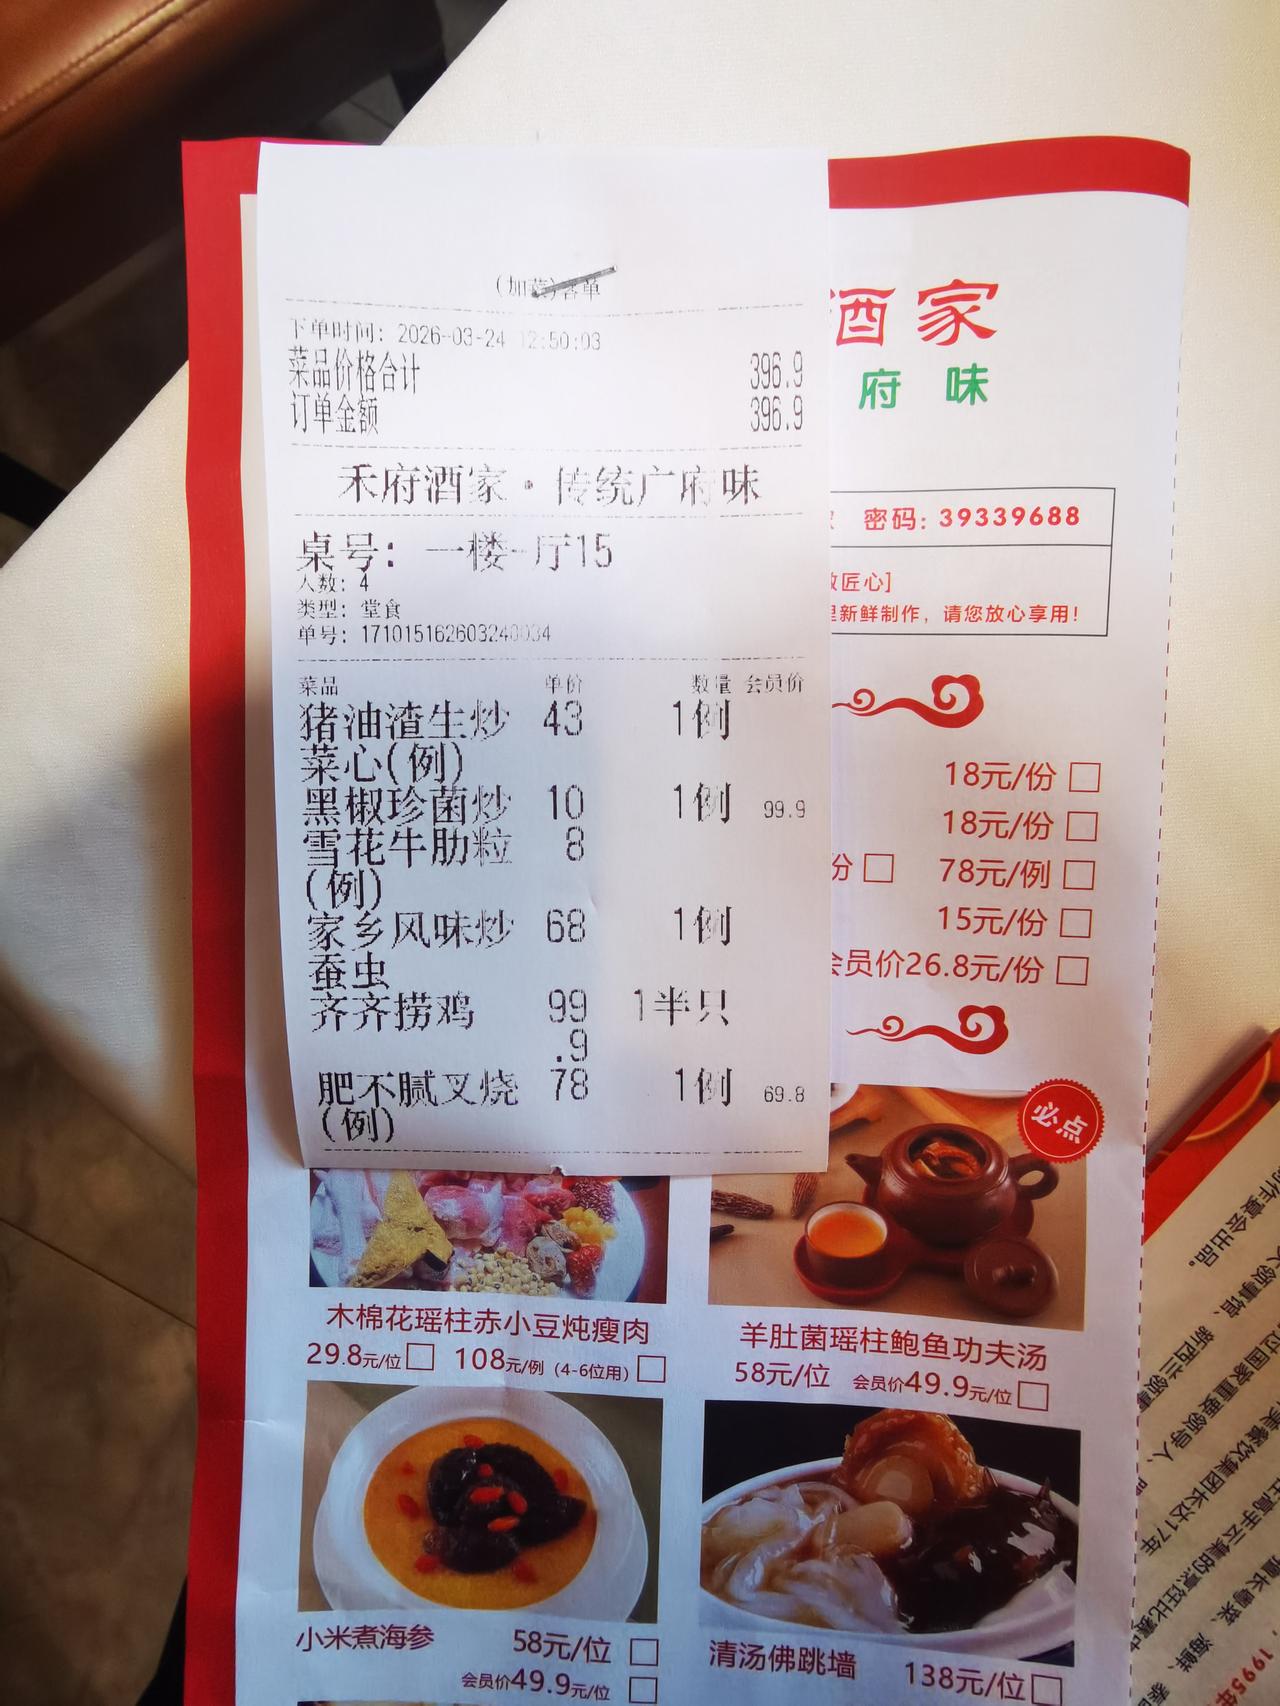 (加菜)客单
下单时间: 2026-03-24 12:50:03
菜品价格合计 396.9
订单金额 396.9
禾府酒家·传统广府味
桌号: 一楼-厅15
人数: 4
类型: 堂食
单号: 171015162603240034
菜品 单价 数量 会员价
猪油渣生炒 43 1例
菜心(例)
黑椒珍菌炒 10 1例 99.9
雪花牛肋粒 8
(例)
家乡风味炒 68 1例
蚕虫
齐齐捞鸡 99 1半只
.9
肥不腻叉烧 78 1例 69.8
(例)
酒家
府味
密码: 39339688
匠心]
新鲜制作，请您放心享用!
18元/份
18元/份
份 78元/例
15元/份
会员价26.8元/份
必点
木棉花瑶柱赤小豆炖瘦肉
29.8元/位 108元/例 (4-6位用)
羊肚菌瑶柱鲍鱼功夫汤
58元/位 会员价49.9元/位
小米煮海参 58元/位
会员价49.9元/位
清汤佛跳墙 138元/位